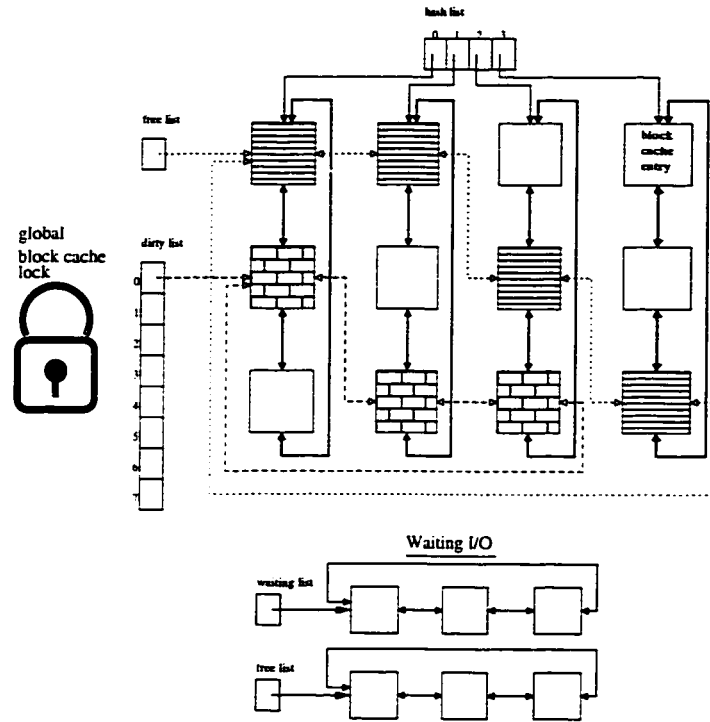 hash list
0 1 2 3
free list
block
cache
entry
global
block cache
lock
dirty list
0
1
2
3
4
5
6
7
Waiting I/O
waiting list
free list